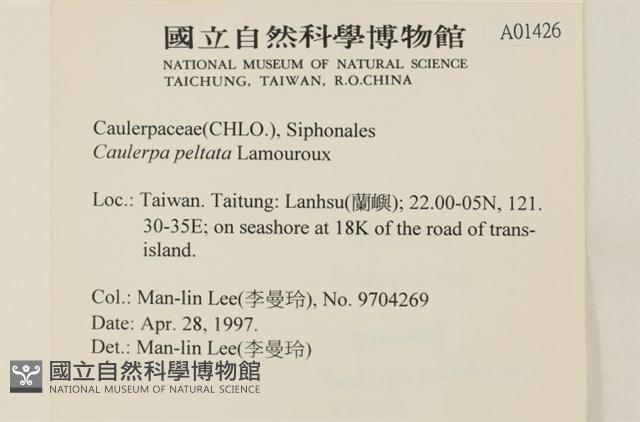 國立自然科學博物館
A01426
NATIONAL MUSEUM OF NATURAL SCIENCE
TAICHUNG, TAIWAN, R.O.CHINA
Caulerpaceae(CHLO.), Siphonales
Caulerpa peltata Lamouroux
Loc.: Taiwan. Taitung: Lanhsu(蘭嶼); 22.00-05N, 121.
30-35E; on seashore at 18K of the road of trans-
island.
Col.: Man-lin Lee(李曼玲), No. 9704269
Date: Apr. 28, 1997.
Det.: Man-lin Lee(李曼玲)
國立自然科學博物館
NATIONAL MUSEUM OF NATURAL SCIENCE